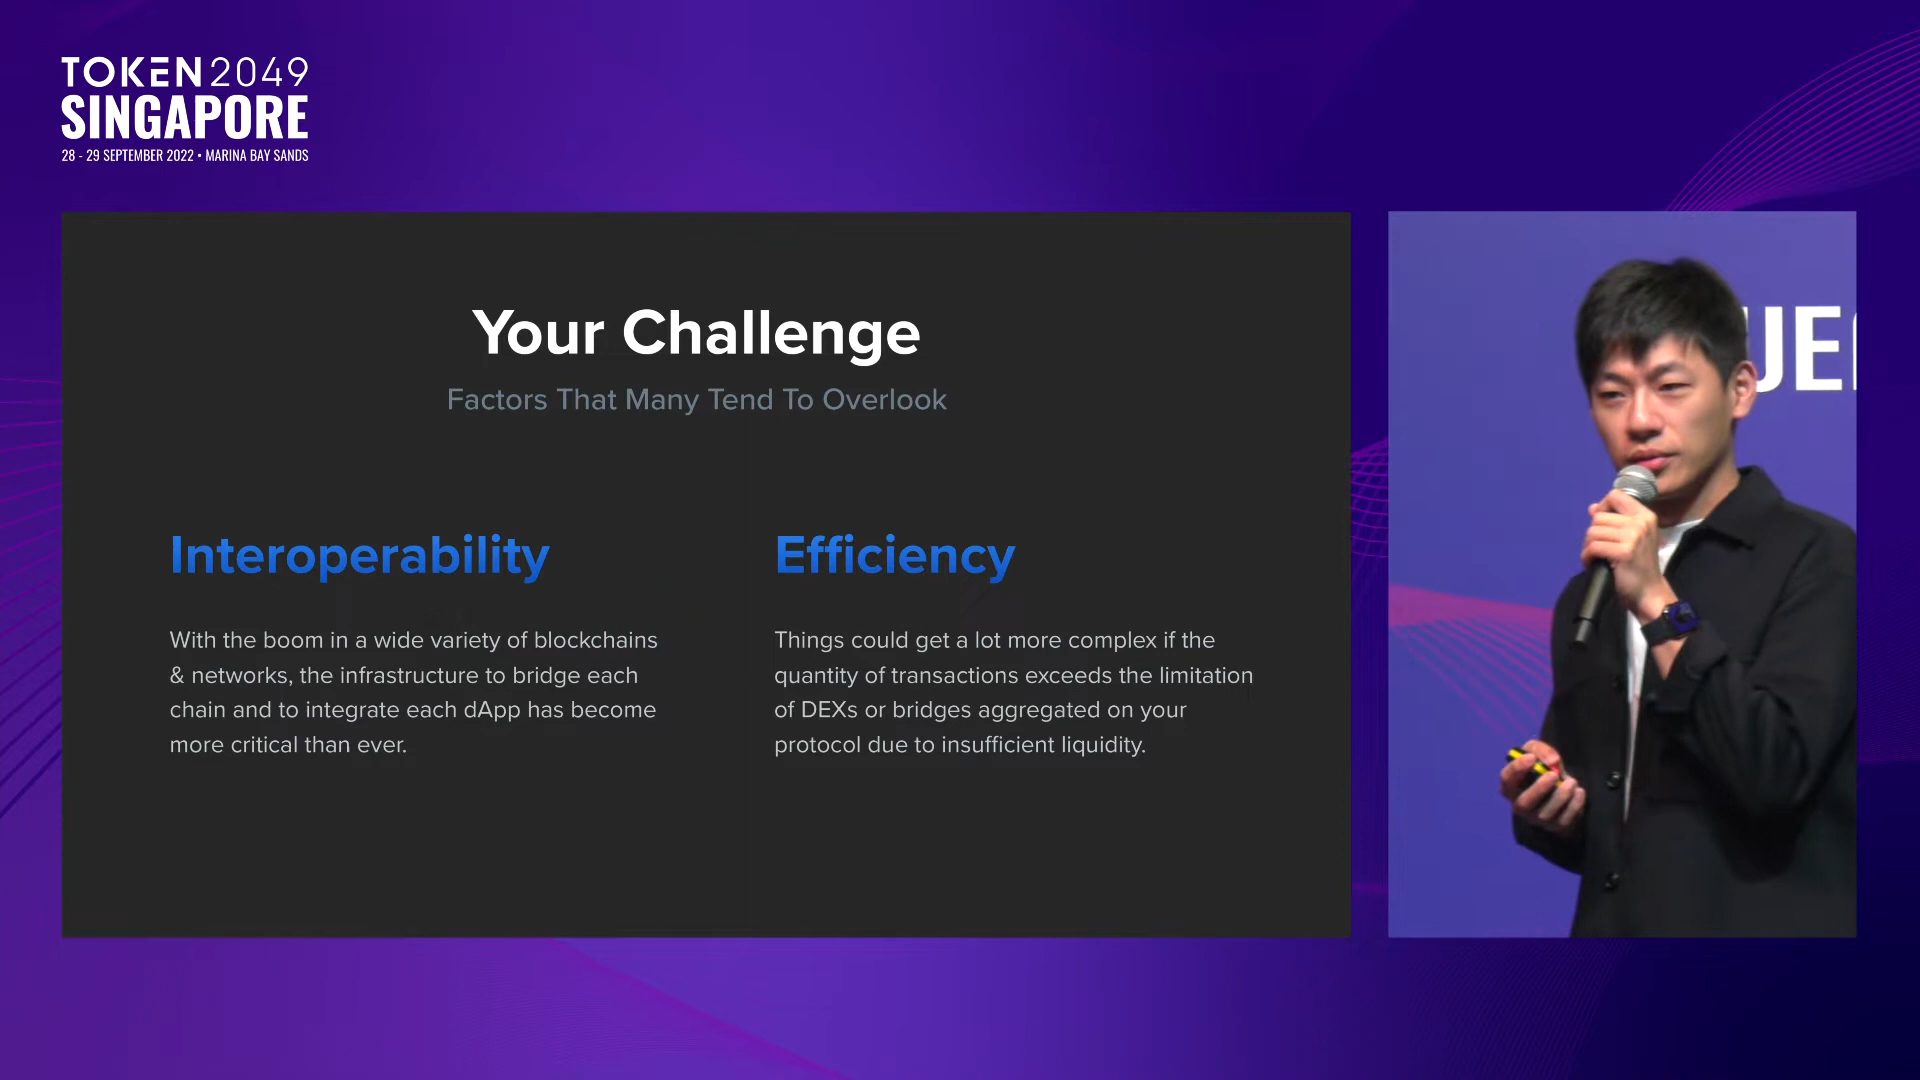 TOKEN2049
SINGAPORE
28 - 29 SEPTEMBER 2022 • MARINA BAY SANDS
Your Challenge
Factors That Many Tend To Overlook
Interoperability
With the boom in a wide variety of blockchains
& networks, the infrastructure to bridge each
chain and to integrate each dApp has become
more critical than ever.
Efficiency
Things could get a lot more complex if the
quantity of transactions exceeds the limitation
of DEXs or bridges aggregated on your
protocol due to insufficient liquidity.